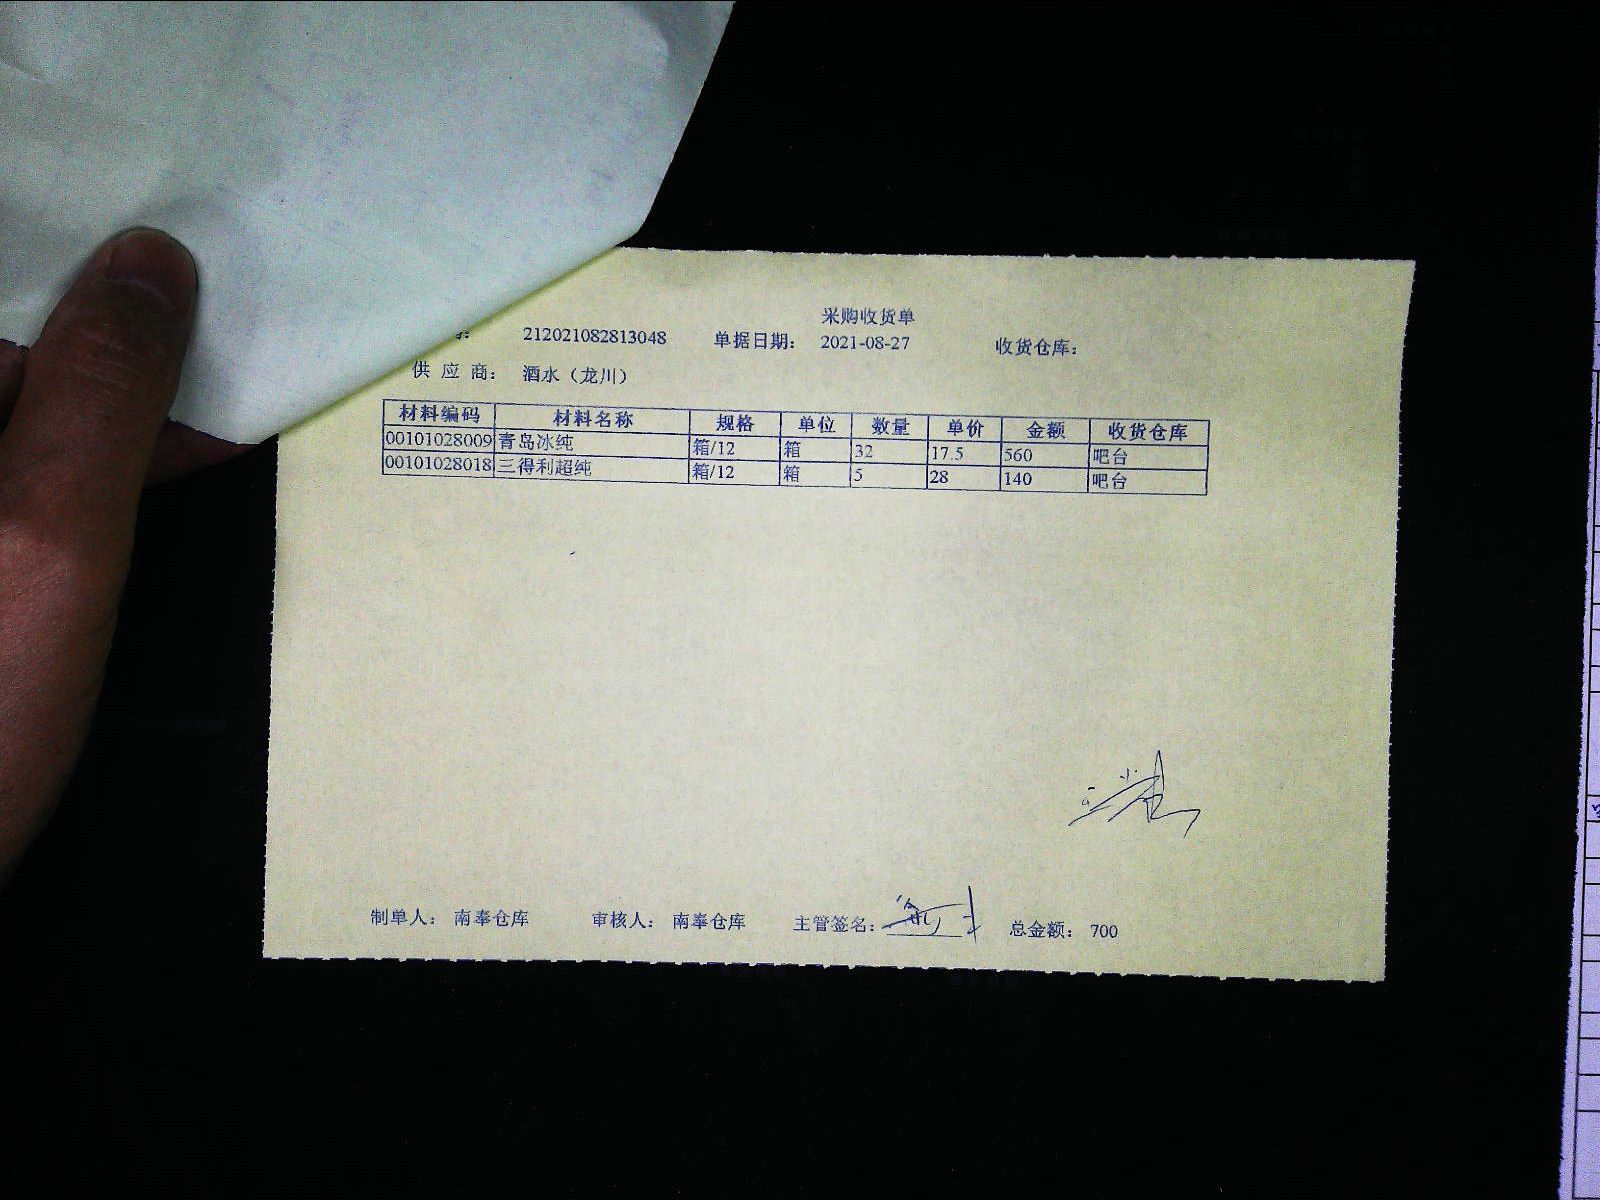 采购收货单
212021082813048 单据日期： 2021-08-27 收货仓库：
供 应 商： 酒水（龙川）
材料编码 材料名称 规格 单位 数量 单价 金额 收货仓库
00101028009 青岛冰纯 箱/12 箱 32 17.5 560 吧台
00101028018 三得利超纯 箱/12 箱 5 28 140 吧台
制单人： 南奉仓库 审核人： 南奉仓库 主管签名： 总金额： 700